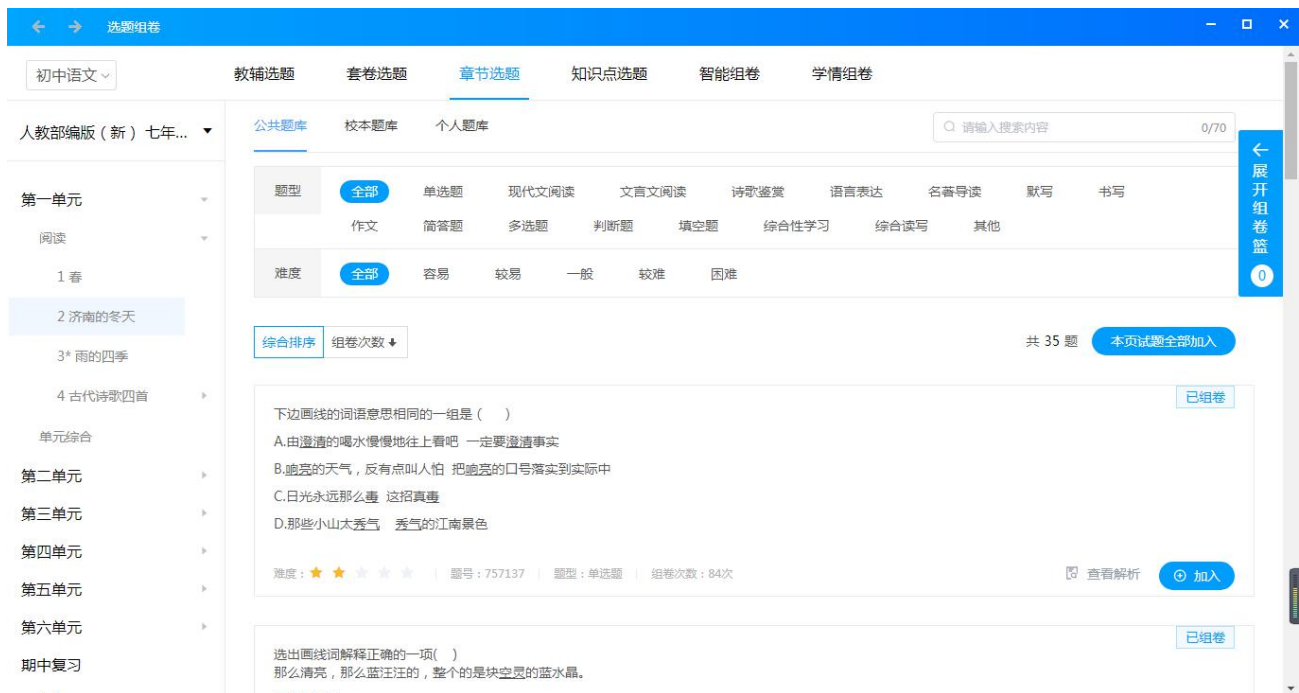 选题组卷
初中语文
教辅选题 套卷选题 章节选题 知识点选题 智能组卷 学情组卷
人教部编版（新）七年...
公共题库 校本题库 个人题库
请输入搜索内容 0/70
展开组卷篮
0
第一单元
阅读
1 春
2 济南的冬天
3* 雨的四季
4 古代诗歌四首
单元综合
第二单元
第三单元
第四单元
第五单元
第六单元
期中复习
题型 全部 单选题 现代文阅读 文言文阅读 诗歌鉴赏 语言表达 名著导读 默写 书写
作文 简答题 多选题 判断题 填空题 综合性学习 综合读写 其他
难度 全部 容易 较易 一般 较难 困难
综合排序 组卷次数
共 35 题 本页试题全部加入
已组卷
下边画线的词语意思相同的一组是（ ）
A.由澄清的喝水慢慢地往上看吧 一定要澄清事实
B.响亮的天气，反有点叫人怕 把响亮的口号落实到实际中
C.日光永远那么毒 这招真毒
D.那些小山太秀气 秀气的江南景色
难度： 题号：757137 题型：单选题 组卷次数：84次
查看解析 加入
已组卷
选出画线词解释正确的一项( )
那么清亮，那么蓝汪汪的，整个的是块空灵的蓝水晶。